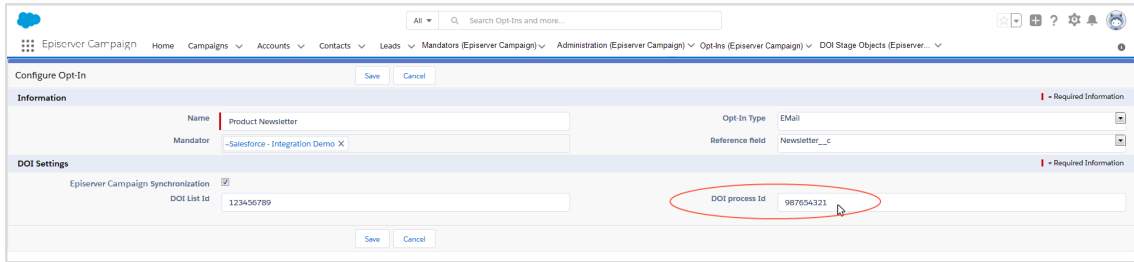 All Search Opt-Ins and more...
Episerver Campaign Home Campaigns Accounts Contacts Leads Mandators (Episerver Campaign) Administration (Episerver Campaign) Opt-Ins (Episerver Campaign) DOI Stage Objects (Episerver...
Configure Opt-In Save Cancel
Information = Required Information
Name Product Newsletter Opt-In Type EMail
Mandator ~Salesforce - Integration Demo X Reference field Newsletter__c
DOI Settings = Required Information
Episerver Campaign Synchronization
DOI List Id 123456789 DOI process Id 987654321
Save Cancel